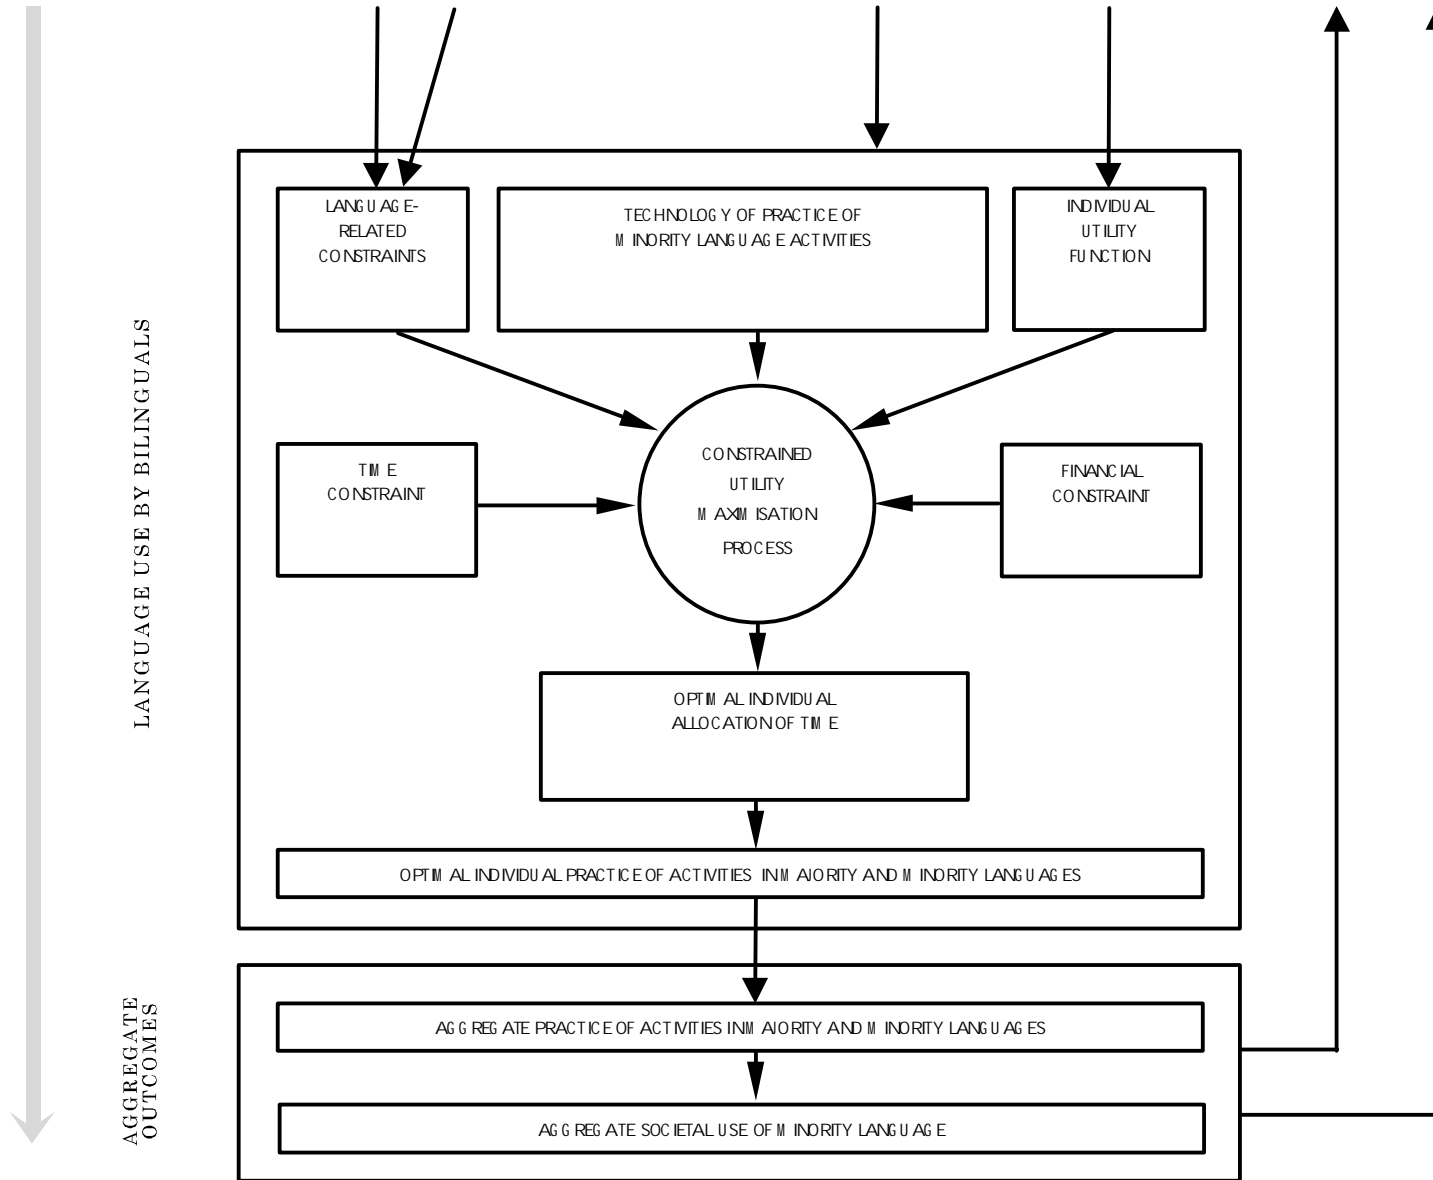 LANGUAGE-
RELATED
CONSTRAINTS
TECHNOLOGY OF PRACTICE OF
MINORITY LANGUAGE ACTIVITIES
INDIVIDUAL
UTILITY
FUNCTION
LANGUAGE USE BY BILINGUALS
TIME
CONSTRAINT
CONSTRAINED
UTILITY
MAXIMISATION
PROCESS
FINANCIAL
CONSTRAINT
OPTIMAL INDIVIDUAL
ALLOCATION OF TIME
OPTIMAL INDIVIDUAL PRACTICE OF ACTIVITIES IN MAJORITY AND MINORITY LANGUAGES
AGGREGATE
OUTCOMES
AGGREGATE PRACTICE OF ACTIVITIES IN MAJORITY AND MINORITY LANGUAGES
AGGREGATE SOCIETAL USE OF MINORITY LANGUAGE